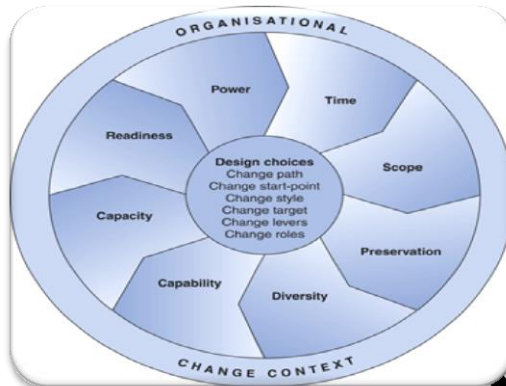 ORGANISATIONAL
Power
Time
Readiness
Scope
Design choices
Change path
Change start-point
Change style
Change target
Change levers
Change roles
Capacity
Preservation
Capability
Diversity
CHANGE CONTEXT